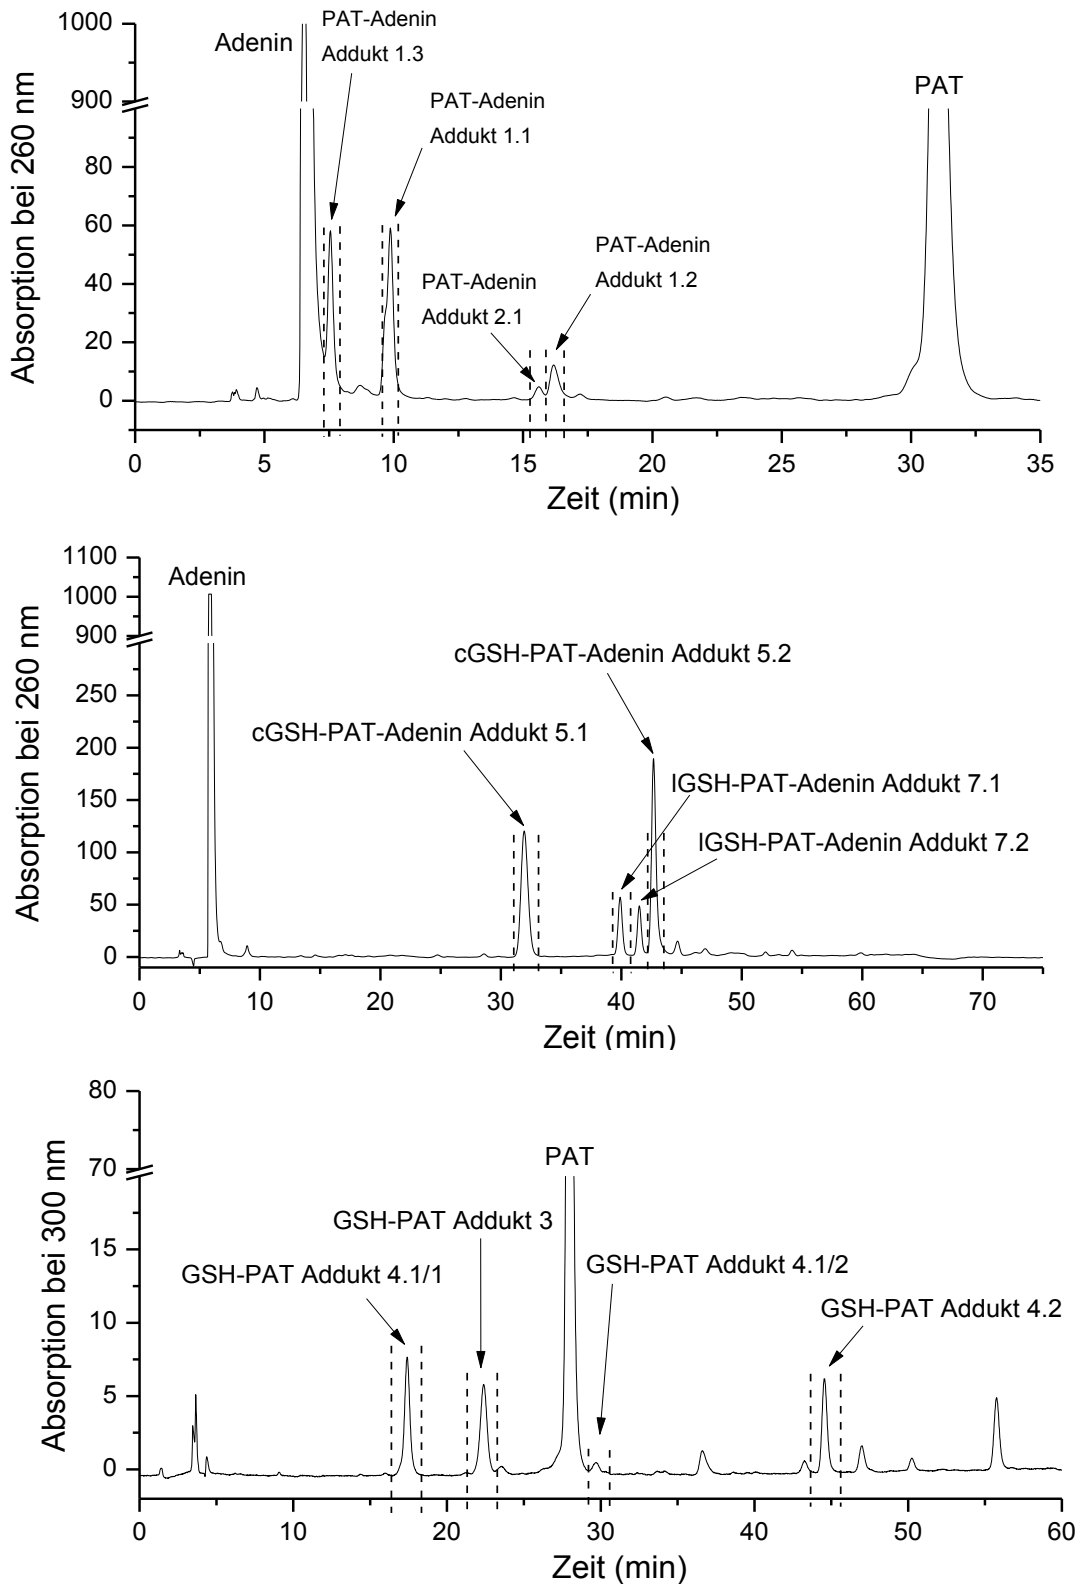 1000
900
80
60
40
20
0
Absorption bei 260 nm
Adenin
PAT-Adenin
Addukt 1.3
PAT-Adenin
Addukt 1.1
PAT-Adenin
Addukt 2.1
PAT-Adenin
Addukt 1.2
PAT
0 5 10 15 20 25 30 35
Zeit (min)
1100
1000
900
250
200
150
100
50
0
Absorption bei 260 nm
Adenin
cGSH-PAT-Adenin Addukt 5.2
cGSH-PAT-Adenin Addukt 5.1
lGSH-PAT-Adenin Addukt 7.1
lGSH-PAT-Adenin Addukt 7.2
0 10 20 30 40 50 60 70
Zeit (min)
80
70
15
10
5
0
Absorption bei 300 nm
PAT
GSH-PAT Addukt 3
GSH-PAT Addukt 4.1/1
GSH-PAT Addukt 4.1/2
GSH-PAT Addukt 4.2
0 10 20 30 40 50 60
Zeit (min)